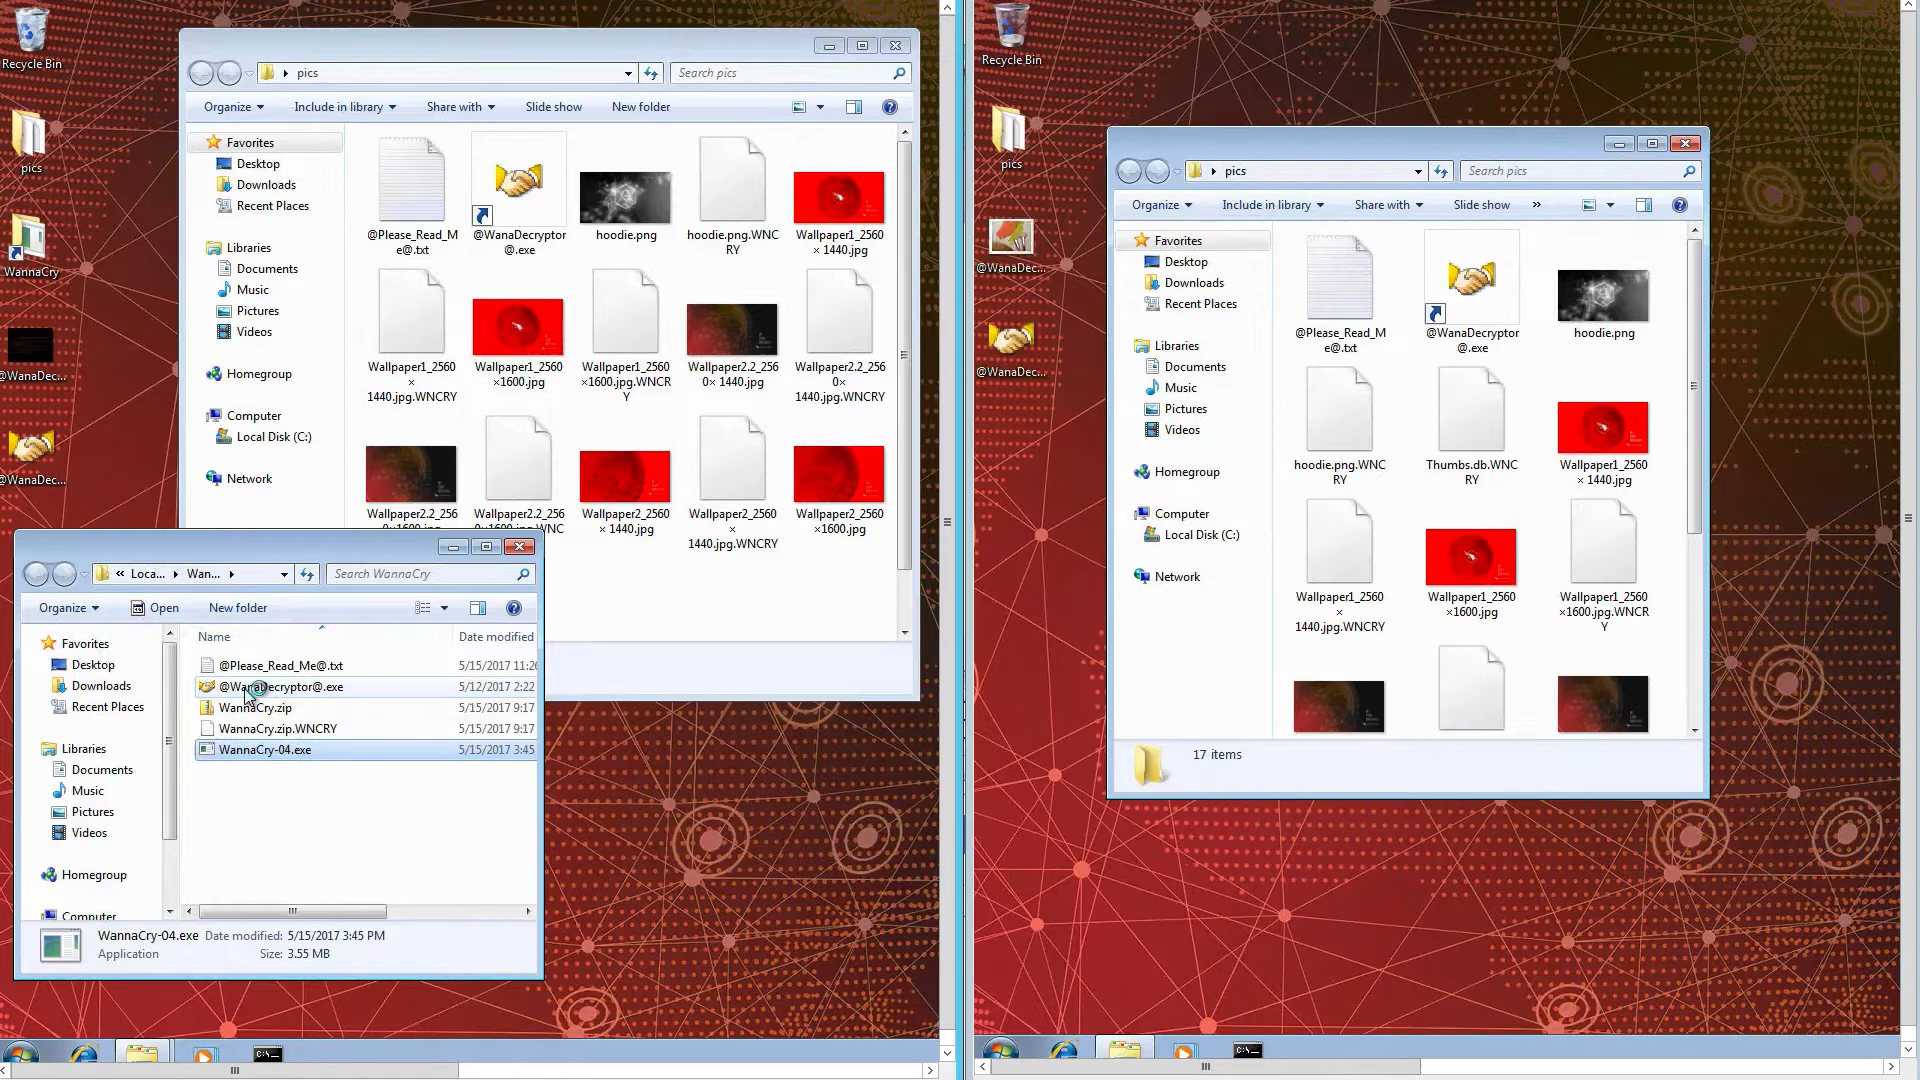 Recycle Bin
pics
WannaCry
@WanaDec...
@WanaDec...
pics
Search pics
Organize
Include in library
Share with
Slide show
New folder
Favorites
Desktop
Downloads
Recent Places
Libraries
Documents
Music
Pictures
Videos
Homegroup
Computer
Local Disk (C:)
Network
@Please_Read_M
e@.txt
@WanaDecryptor
@.exe
hoodie.png
hoodie.png.WNC
RY
Wallpaper1_2560
× 1440.jpg
Wallpaper1_2560
×
1440.jpg.WNCRY
Wallpaper1_2560
×1600.jpg
Wallpaper1_2560
×1600.jpg.WNCR
Y
Wallpaper2.2_256
0× 1440.jpg
Wallpaper2.2_256
0×
1440.jpg.WNCRY
Wallpaper2.2_256
0×1600.jpg
Wallpaper2.2_256
0×1600.jpg.WNC
Wallpaper2_2560
× 1440.jpg
Wallpaper2_2560
×
1440.jpg.WNCRY
Wallpaper2_2560
×1600.jpg
« Loca...
Wan...
Search WannaCry
Organize
Open
New folder
Favorites
Desktop
Downloads
Recent Places
Libraries
Documents
Music
Pictures
Videos
Homegroup
Computer
Name
Date modified
@Please_Read_Me@.txt
5/15/2017 11:26
@WanaDecryptor@.exe
5/12/2017 2:22
WannaCry.zip
5/15/2017 9:17
WannaCry.zip.WNCRY
5/15/2017 9:17
WannaCry-04.exe
5/15/2017 3:45
WannaCry-04.exe Date modified: 5/15/2017 3:45 PM
Application Size: 3.55 MB
C:\
Recycle Bin
pics
@WanaDec...
@WanaDec...
pics
Search pics
Organize
Include in library
Share with
Slide show
»
Favorites
Desktop
Downloads
Recent Places
Libraries
Documents
Music
Pictures
Videos
Homegroup
Computer
Local Disk (C:)
Network
@Please_Read_M
e@.txt
@WanaDecryptor
@.exe
hoodie.png
hoodie.png.WNC
RY
Thumbs.db.WNC
RY
Wallpaper1_2560
× 1440.jpg
Wallpaper1_2560
×
1440.jpg.WNCRY
Wallpaper1_2560
×1600.jpg
Wallpaper1_2560
×1600.jpg.WNCR
Y
17 items
C:\